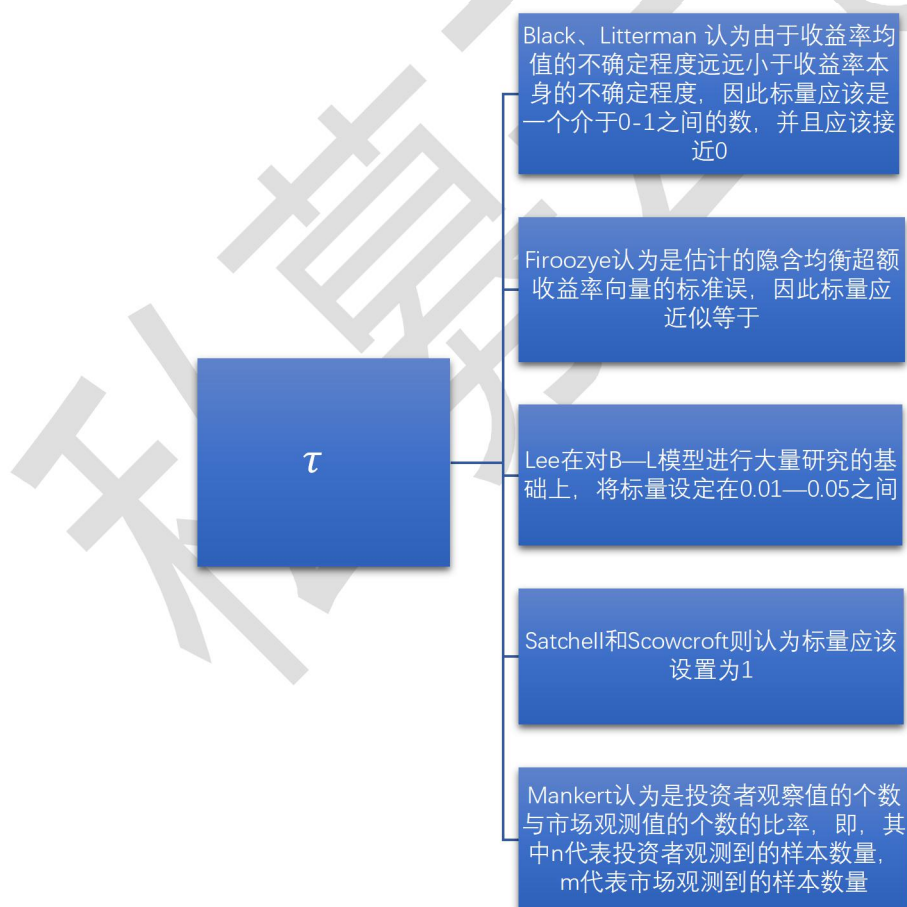 Black、Litterman 认为由于收益率均
值的不确定程度远远小于收益率本
身的不确定程度，因此标量应该是
一个介于0-1之间的数，并且应该接
近0
Firoozye认为是估计的隐含均衡超额
收益率向量的标准误，因此标量应
近似等于
τ
Lee在对B—L模型进行大量研究的基
础上，将标量设定在0.01—0.05之间
Satchell和Scowcroft则认为标量应该
设置为1
Mankert认为是投资者观察值的个数
与市场观测值的个数的比率，即，其
中n代表投资者观测到的样本数量，
m代表市场观测到的样本数量
私募